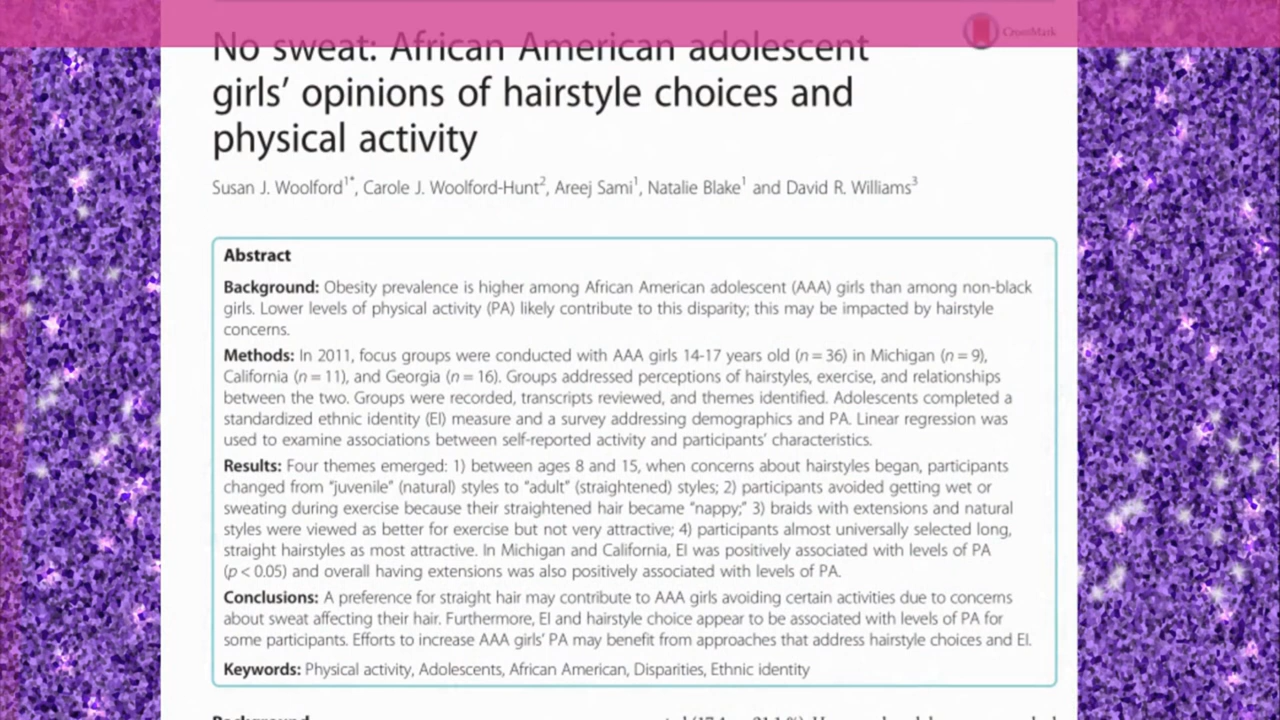 CrossMark
No sweat: African American adolescent
girls’ opinions of hairstyle choices and
physical activity
Susan J. Woolford1*, Carole J. Woolford-Hunt2, Areej Sami1, Natalie Blake1 and David R. Williams3
Abstract
Background: Obesity prevalence is higher among African American adolescent (AAA) girls than among non-black
girls. Lower levels of physical activity (PA) likely contribute to this disparity; this may be impacted by hairstyle
concerns.
Methods: In 2011, focus groups were conducted with AAA girls 14-17 years old (n = 36) in Michigan (n = 9),
California (n = 11), and Georgia (n = 16). Groups addressed perceptions of hairstyles, exercise, and relationships
between the two. Groups were recorded, transcripts reviewed, and themes identified. Adolescents completed a
standardized ethnic identity (EI) measure and a survey addressing demographics and PA. Linear regression was
used to examine associations between self-reported activity and participants’ characteristics.
Results: Four themes emerged: 1) between ages 8 and 15, when concerns about hairstyles began, participants
changed from “juvenile” (natural) styles to “adult” (straightened) styles; 2) participants avoided getting wet or
sweating during exercise because their straightened hair became “nappy;” 3) braids with extensions and natural
styles were viewed as better for exercise but not very attractive; 4) participants almost universally selected long,
straight hairstyles as most attractive. In Michigan and California, EI was positively associated with levels of PA
(p < 0.05) and overall having extensions was also positively associated with levels of PA.
Conclusions: A preference for straight hair may contribute to AAA girls avoiding certain activities due to concerns
about sweat affecting their hair. Furthermore, EI and hairstyle choice appear to be associated with levels of PA for
some participants. Efforts to increase AAA girls’ PA may benefit from approaches that address hairstyle choices and EI.
Keywords: Physical activity, Adolescents, African American, Disparities, Ethnic identity
Background